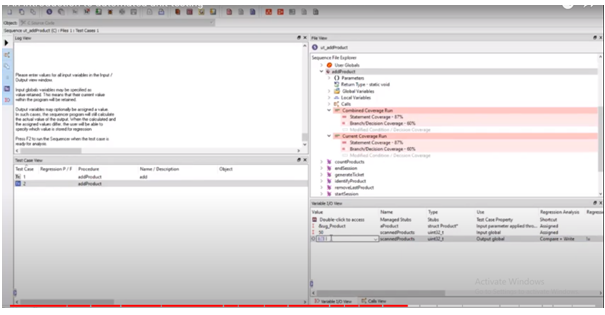 Sequence ut_addProduct (C) : Files 1 : Test Cases 1
Log View
Please enter values for all input variables in the Input /
Output view window.
Input globals variables may be specified as
value retained. This means that their current value
within the program will be retained.
Output variables may optionally be assigned a value.
In such cases, the sequence program will still calculate
the actual value of the output. When the calculated and
the assigned values differ, the user will be able to
specify which value is stored for regression.
Press F2 to run the Sequence when the test case is
ready for analysis.
Test Case View
Test Case Regression P / F Procedure Name / Description Object
1 addProduct add
2 addProduct
File View
ut_addProduct
Sequence File Explorer
User Globals
addProduct
Parameters
Return Type - static void
Global Variables
Local Variables
Calls
Combined Coverage Run
Statement Coverage - 67%
Branch/Decision Coverage - 60%
Modified Condition / Decision Coverage
Current Coverage Run
Statement Coverage - 67%
Branch/Decision Coverage - 60%
Modified Condition / Decision Coverage
countProducts
endSession
generateTicket
identifyProduct
removeLastProduct
startSession
Variable I/O View
Value Name Type Use Regression Analysis
Double-click to access Managed Stubs Stubs Test Case Property Shortcut
aProduct struct Product* Input parameter applied throu... Assigned
50 scannedProducts uint32_t Input global Assigned
scannedProducts uint32_t Output global Compare + Write
Activate Windows
Variable I/O View Calls View